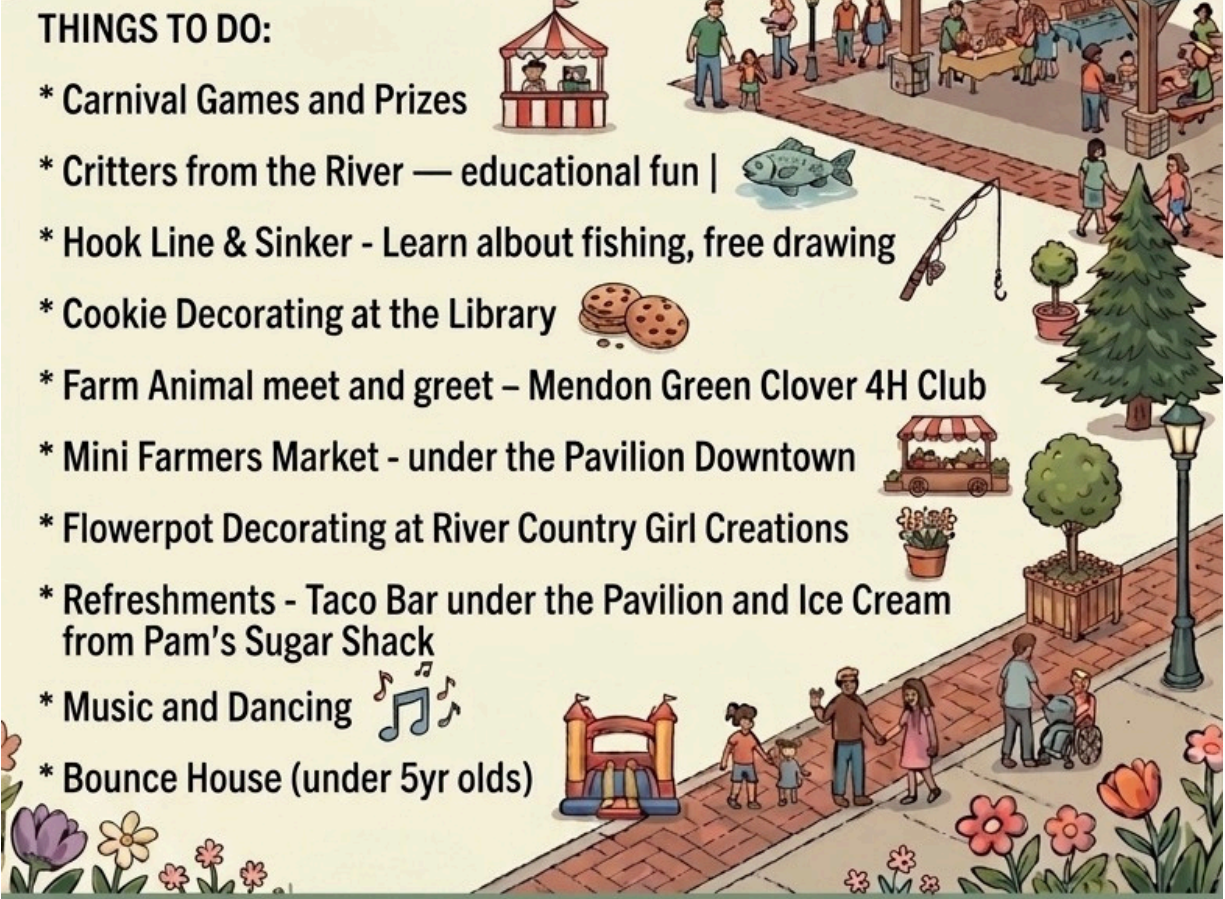 THINGS TO DO:
* Carnival Games and Prizes
* Critters from the River — educational fun |
* Hook Line & Sinker - Learn albout fishing, free drawing
* Cookie Decorating at the Library
* Farm Animal meet and greet – Mendon Green Clover 4H Club
* Mini Farmers Market - under the Pavilion Downtown
* Flowerpot Decorating at River Country Girl Creations
* Refreshments - Taco Bar under the Pavilion and Ice Cream
from Pam's Sugar Shack
* Music and Dancing
* Bounce House (under 5yr olds)